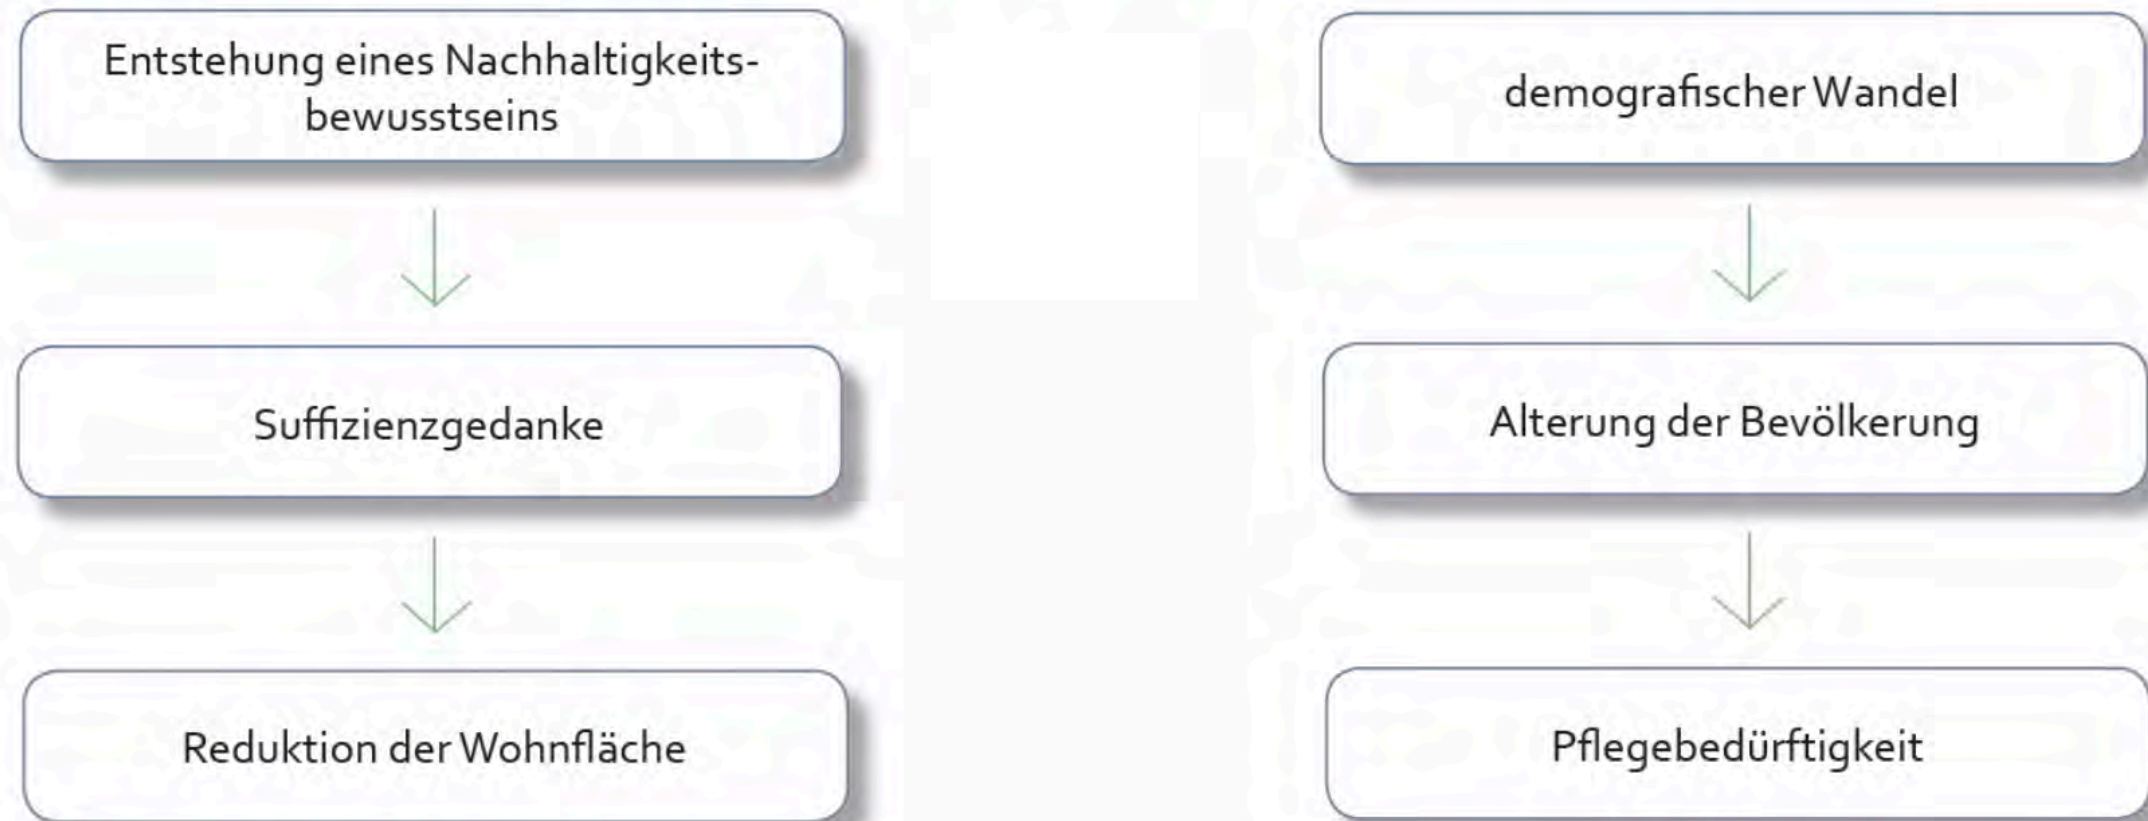 Entstehung eines Nachhaltigkeits-
bewusstseins
Suffizienzgedanke
Reduktion der Wohnfläche
demografischer Wandel
Alterung der Bevölkerung
Pflegebedürftigkeit